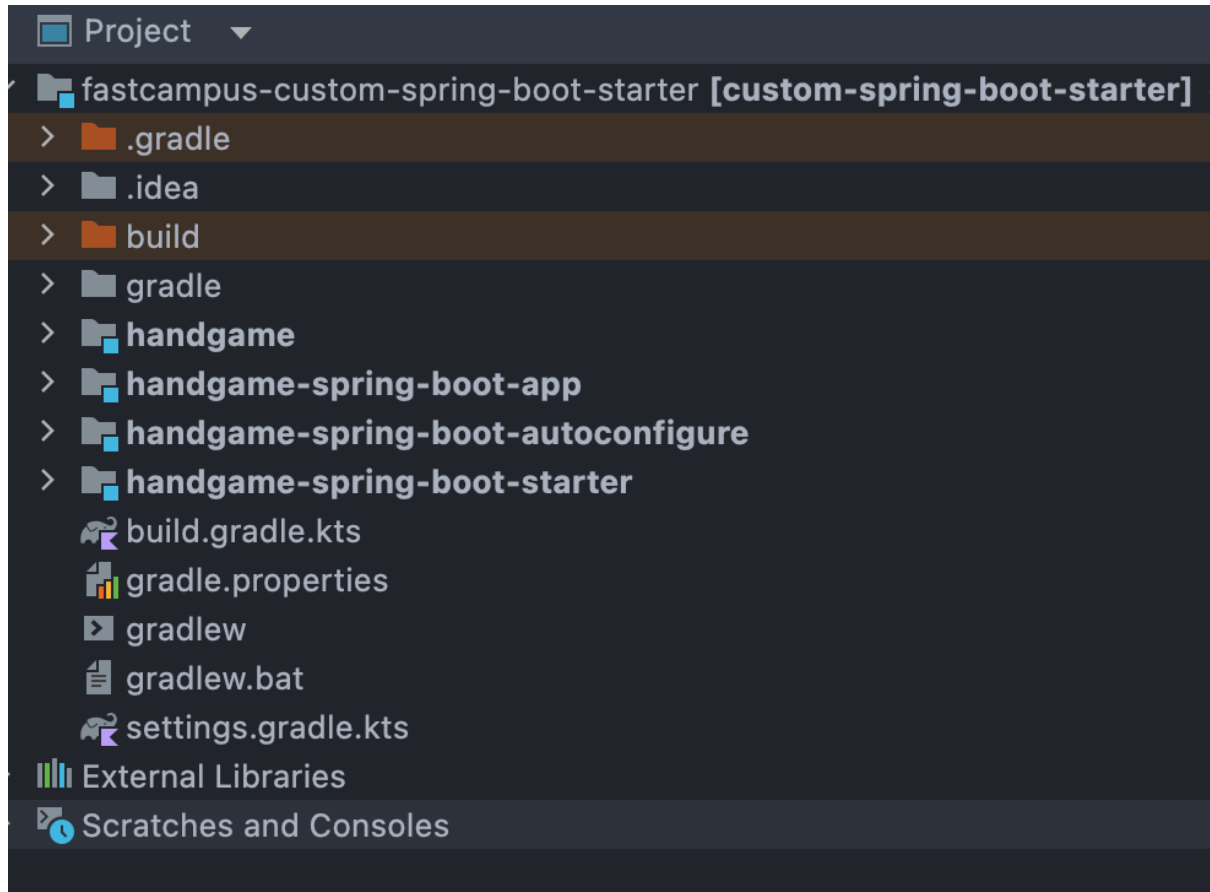 Project
fastcampus-custom-spring-boot-starter [custom-spring-boot-starter]
.gradle
.idea
build
gradle
handgame
handgame-spring-boot-app
handgame-spring-boot-autoconfigure
handgame-spring-boot-starter
build.gradle.kts
gradle.properties
gradlew
gradlew.bat
settings.gradle.kts
External Libraries
Scratches and Consoles